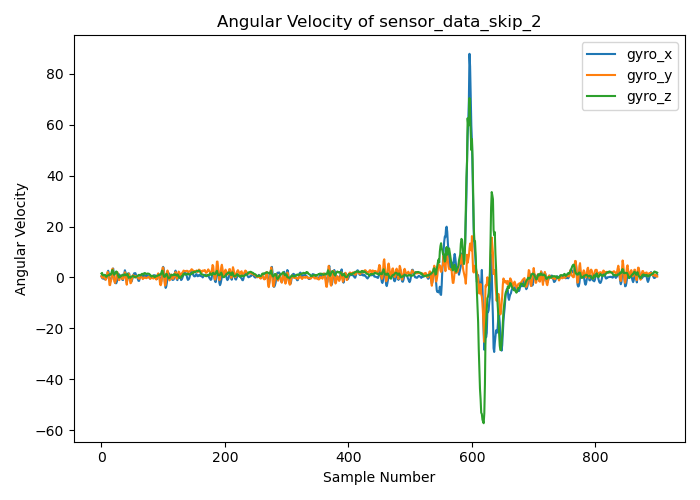 Angular Velocity of sensor_data_skip_2
gyro_x
gyro_y
gyro_z
Angular Velocity
80
60
40
20
0
−20
−40
−60
0 200 400 600 800
Sample Number